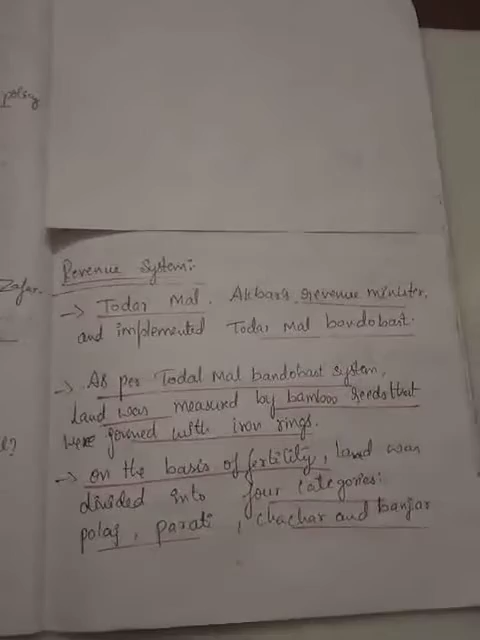 policy
Revenue System:
Zafar.
→ Todar Mal. Akbar's revenue minister.
and implemented Todar Mal bandobast.
→ As per Todal Mal bandobast system,
land was measured by bamboo reeds that
were joined with iron rings.
→ on the basis of fertility, land was
divided into four categories:
polaj, parati, chachar and banjar